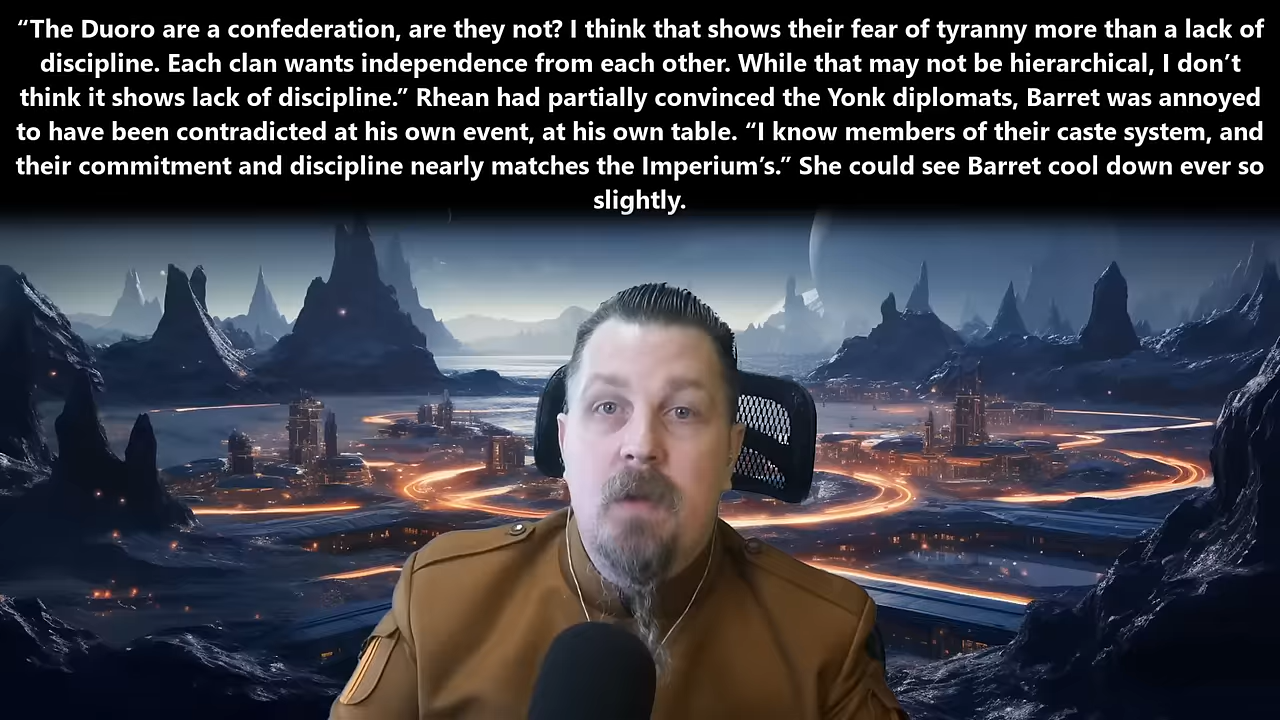 “The Duoro are a confederation, are they not? I think that shows their fear of tyranny more than a lack of
discipline. Each clan wants independence from each other. While that may not be hierarchical, I don’t
think it shows lack of discipline.” Rhean had partially convinced the Yonk diplomats, Barret was annoyed
to have been contradicted at his own event, at his own table. “I know members of their caste system, and
their commitment and discipline nearly matches the Imperium’s.” She could see Barret cool down ever so
slightly.